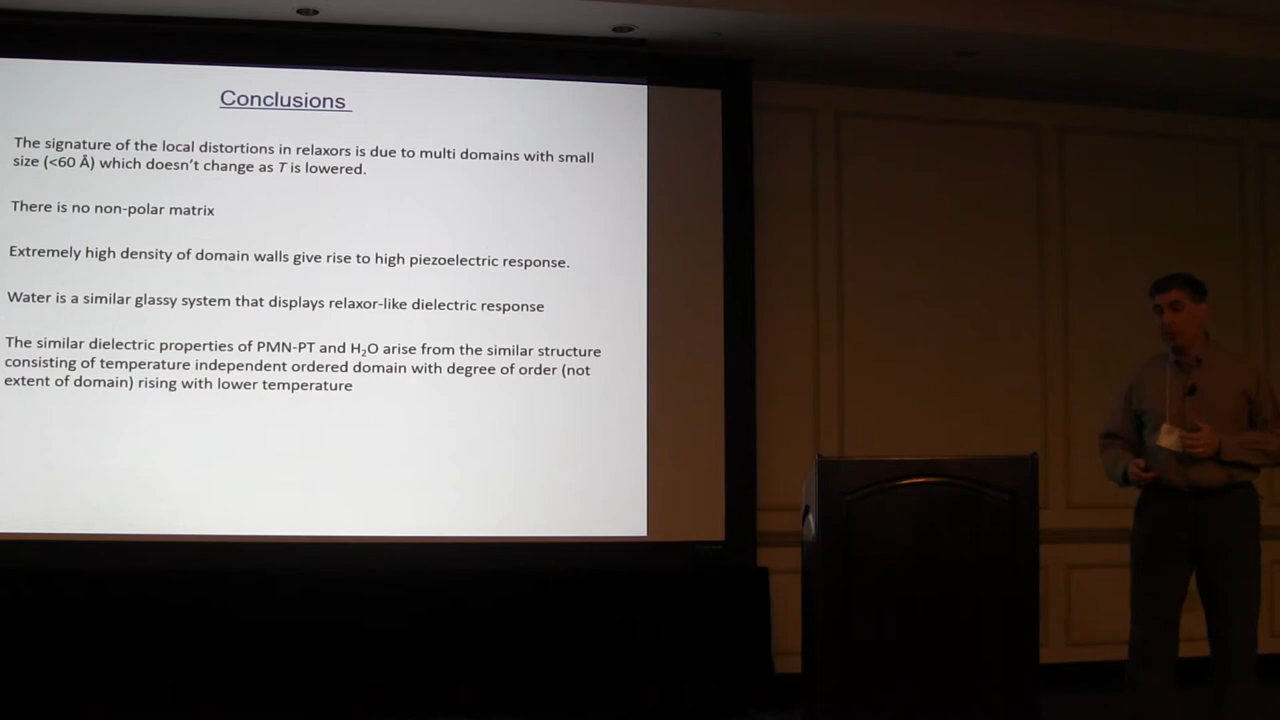 Conclusions
The signature of the local distortions in relaxors is due to multi domains with small
size (<60 Å) which doesn't change as T is lowered.
There is no non-polar matrix
Extremely high density of domain walls give rise to high piezoelectric response.
Water is a similar glassy system that displays relaxor-like dielectric response
The similar dielectric properties of PMN-PT and H₂O arise from the similar structure
consisting of temperature independent ordered domain with degree of order (not
extent of domain) rising with lower temperature